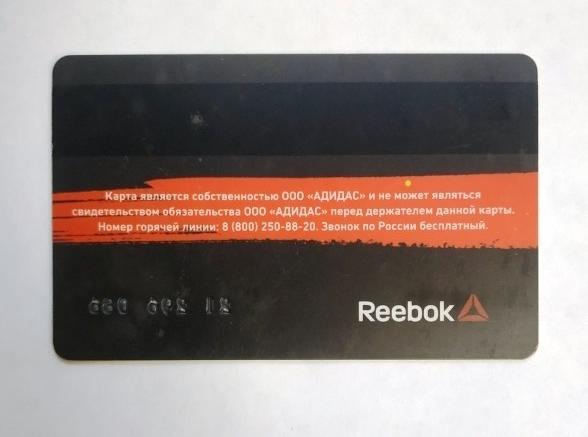 Карта является собственностью ООО «АДИДАС» и не может являться
свидетельством обязательства ООО «АДИДАС» перед держателем данной карты.
Номер горячей линии: 8 (800) 250-88-20. Звонок по России бесплатный.
Reebok